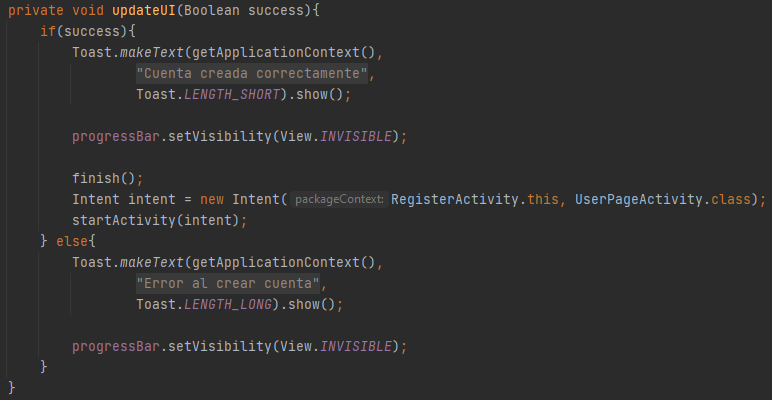 private void updateUI(Boolean success){
if(success){
Toast.makeText(getApplicationContext(),
"Cuenta creada correctamente",
Toast.LENGTH_SHORT).show();
progressBar.setVisibility(View.INVISIBLE);
finish();
Intent intent = new Intent( packageContext: RegisterActivity.this, UserPageActivity.class);
startActivity(intent);
} else{
Toast.makeText(getApplicationContext(),
"Error al crear cuenta",
Toast.LENGTH_LONG).show();
progressBar.setVisibility(View.INVISIBLE);
}
}